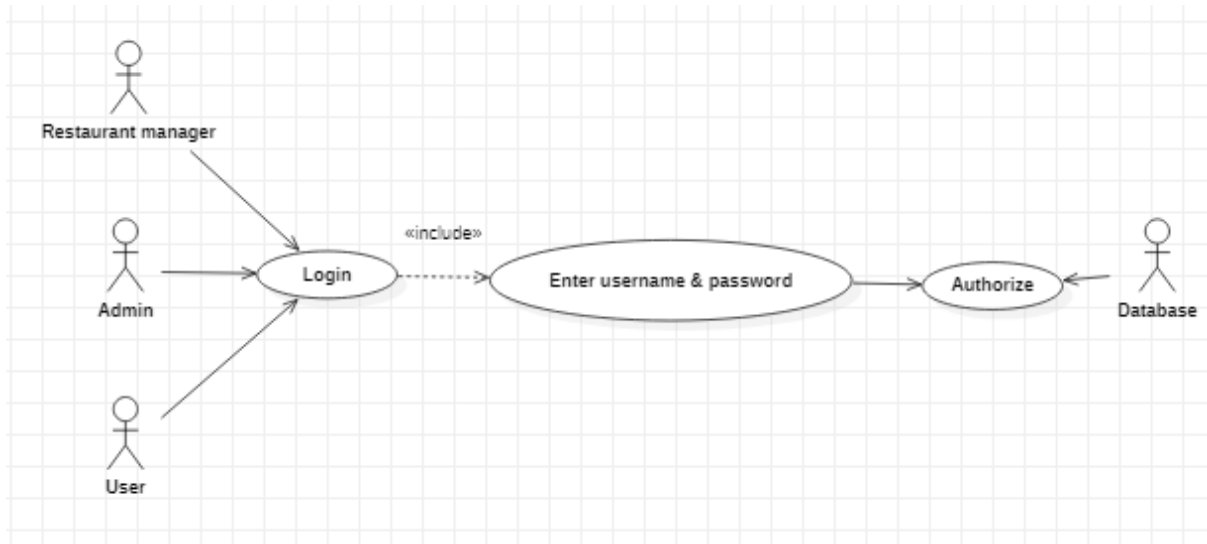 Restaurant manager
«include»
Login
Enter username & password
Authorize
Admin
Database
User